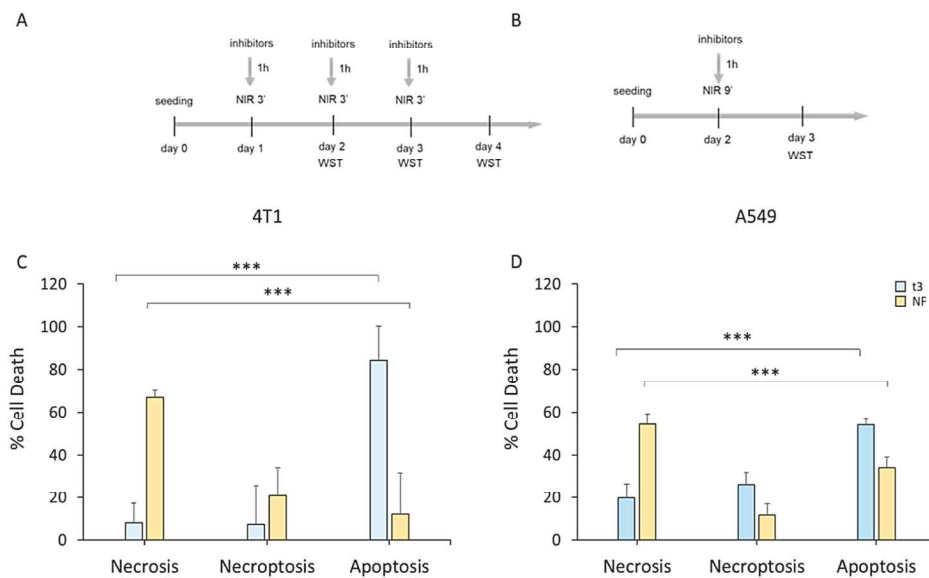 A
inhibitors inhibitors inhibitors
1h 1h 1h
seeding NIR 3' NIR 3' NIR 3'
day 0 day 1 day 2 day 3 day 4
WST WST WST
B
inhibitors
1h
seeding NIR 9'
day 0 day 2 day 3
WST
4T1
A549
C
***
***
120
100
80
60
40
20
0
% Cell Death
Necrosis Necroptosis Apoptosis
D
t3
NF
***
***
120
100
80
60
40
20
0
% Cell Death
Necrosis Necroptosis Apoptosis